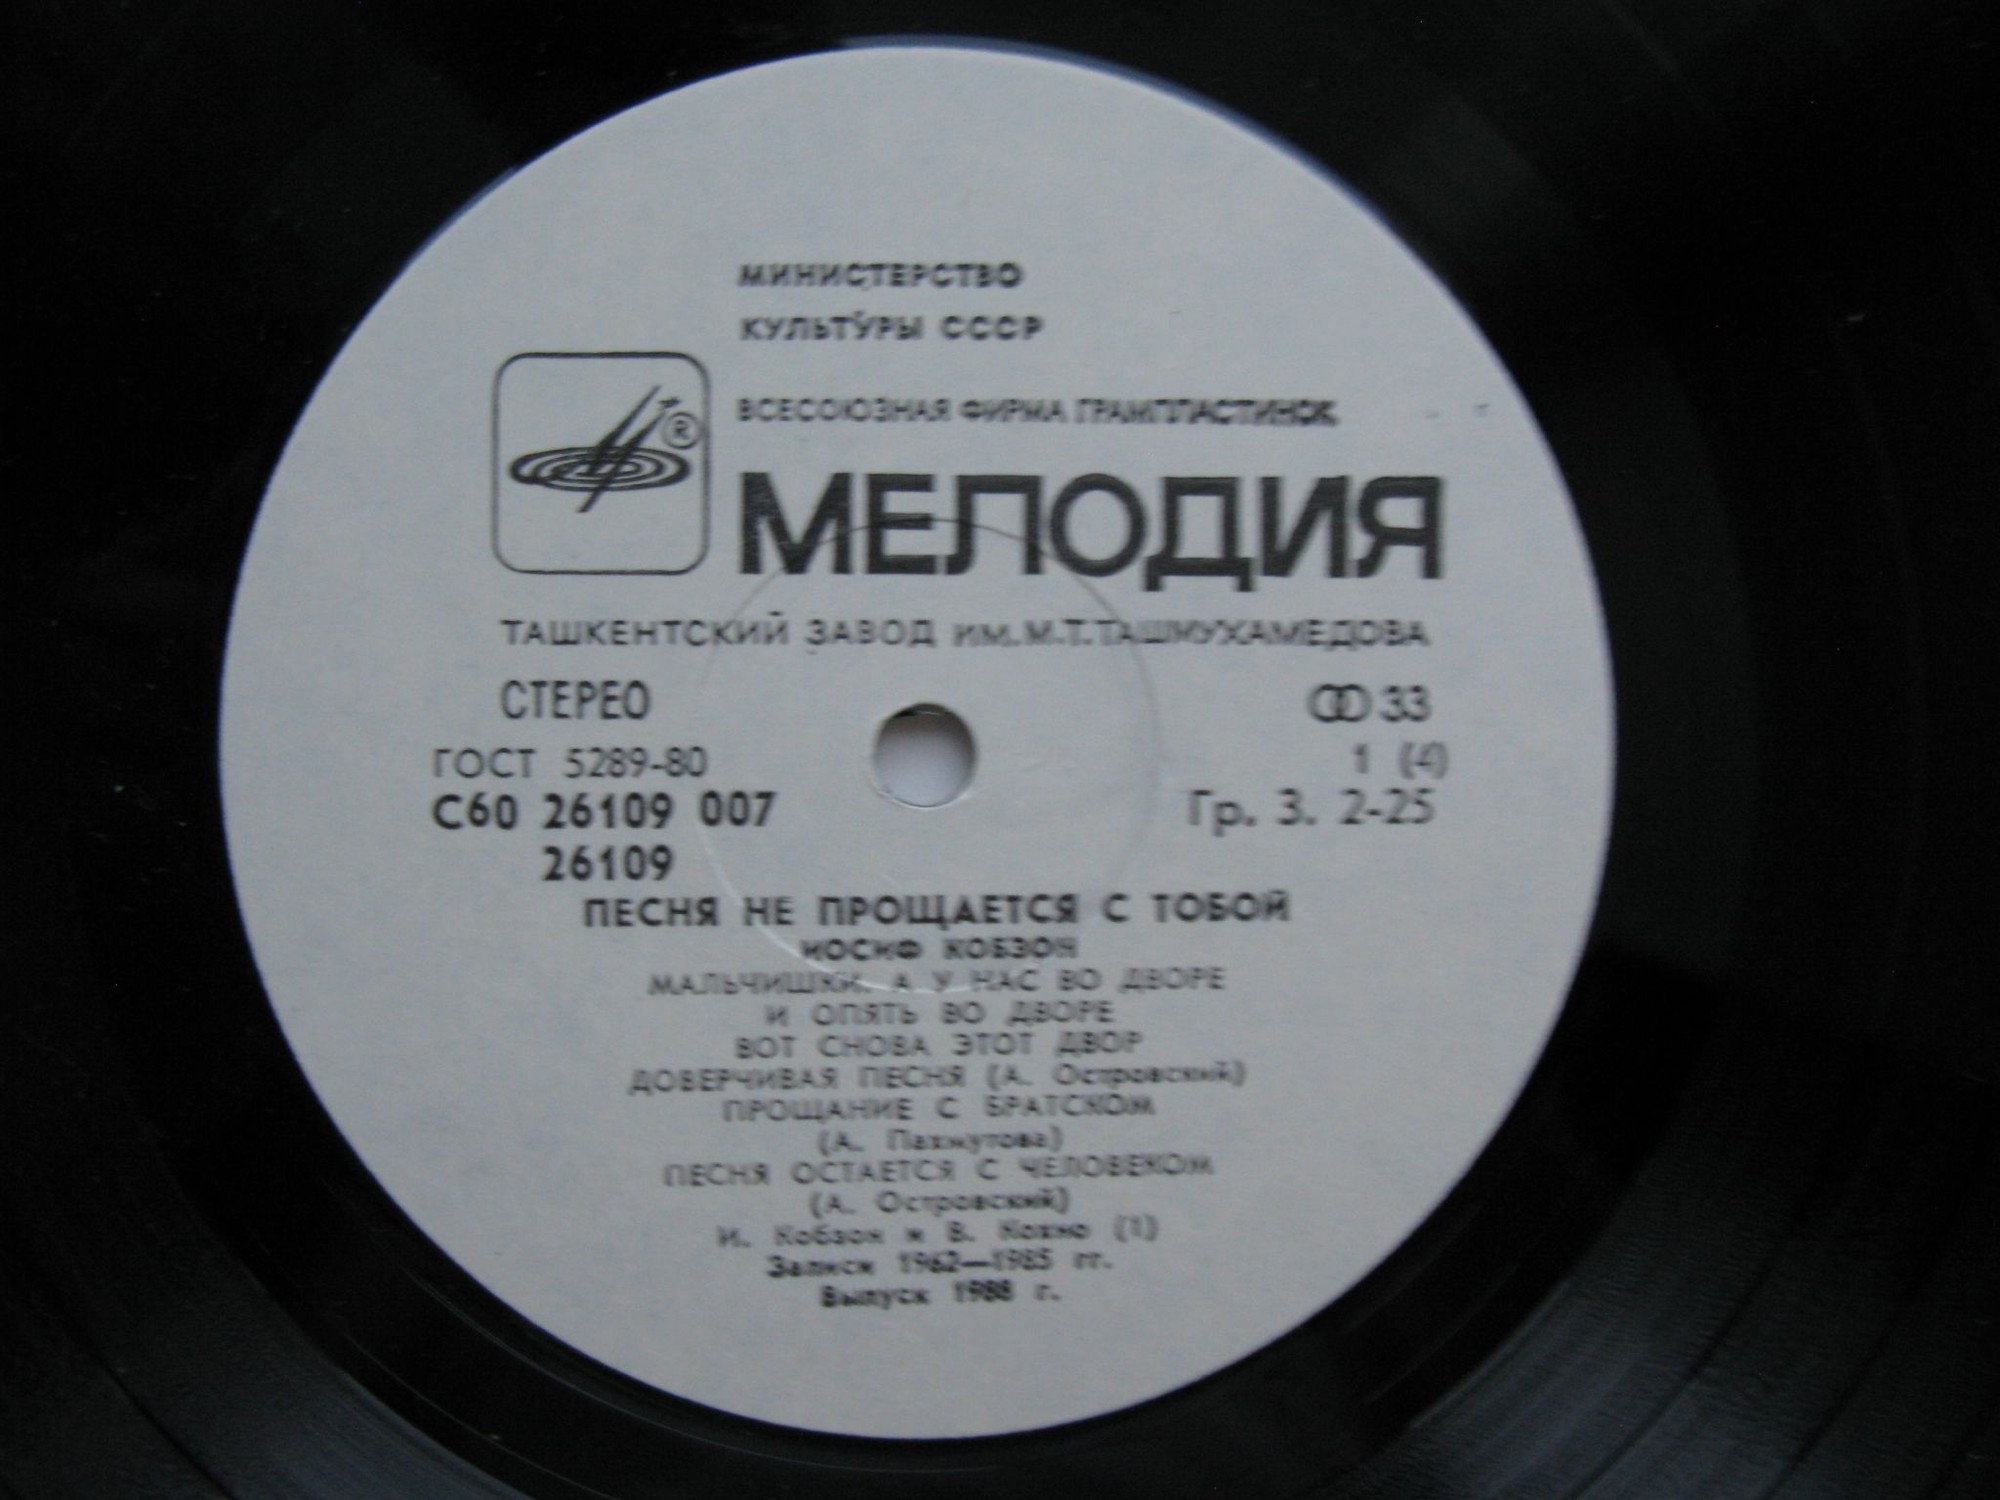 МИНИСТЕРСТВО
КУЛЬТУРЫ СССР
ВСЕСОЮЗНАЯ ФИРМА ГРАМПЛАСТИНОК
®
МЕЛОДИЯ
ТАШКЕНТСКИЙ ЗАВОД ИМ. М.Т.ТАШМУХАМЕДОВА
СТЕРЕО 33
ГОСТ 5289-80 1 (4)
С60 26109 007 Гр. 3. 2-25
26109
ПЕСНЯ НЕ ПРОЩАЕТСЯ С ТОБОЙ
ИОСИФ КОБЗОН
МАЛЬЧИШКИ. А У НАС ВО ДВОРЕ
И ОПЯТЬ ВО ДВОРЕ
ВОТ СНОВА ЭТОТ ДВОР
ДОВЕРЧИВАЯ ПЕСНЯ (А. Островский)
ПРОЩАНИЕ С БРАТСКОМ
(А. Пахмутова)
ПЕСНЯ ОСТАЕТСЯ С ЧЕЛОВЕКОМ
(А. Островский)
И. Кобзон и В. Кохно (1)
Записи 1962—1985 гг.
Выпуск 1988 г.